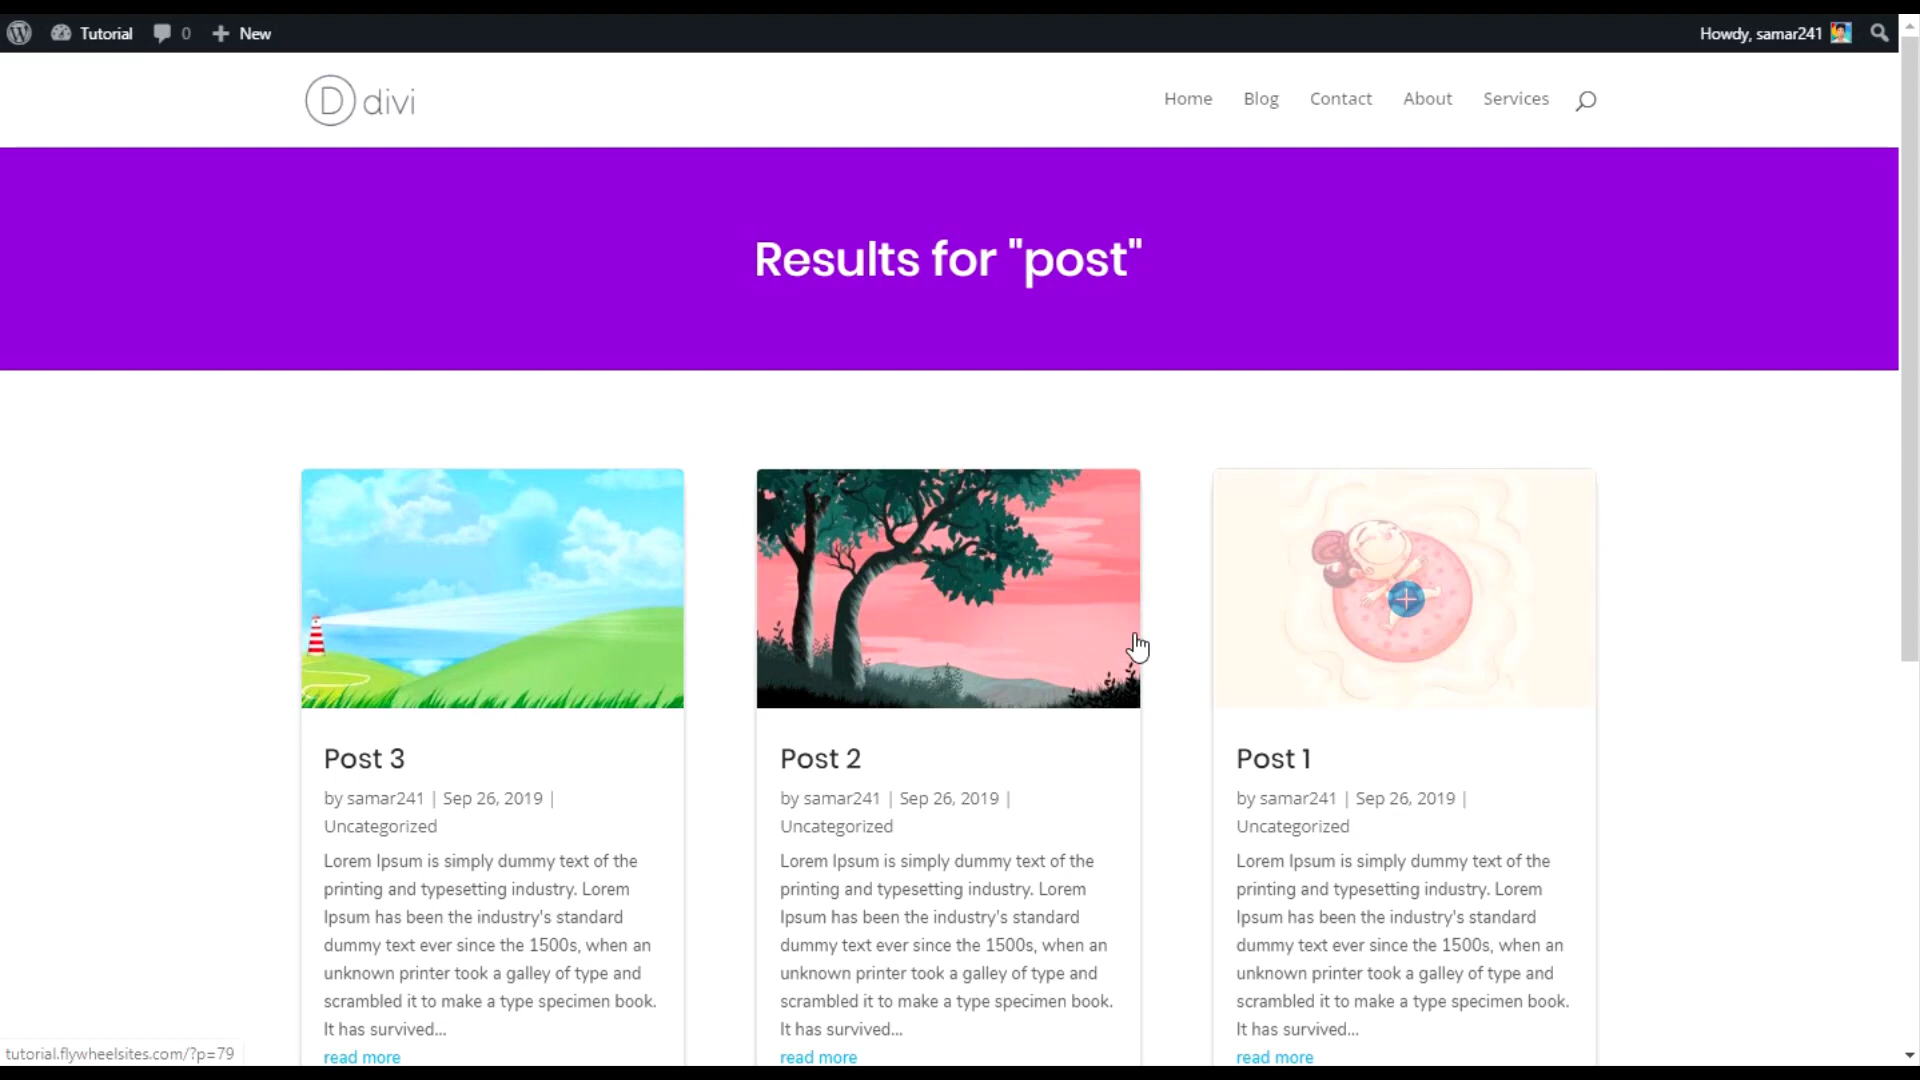 Tutorial 0 New Howdy, samar241
D divi Home Blog Contact About Services
Results for "post"
Post 3
by samar241 | Sep 26, 2019 |
Uncategorized
Lorem Ipsum is simply dummy text of the
printing and typesetting industry. Lorem
Ipsum has been the industry's standard
dummy text ever since the 1500s, when an
unknown printer took a galley of type and
scrambled it to make a type specimen book.
It has survived...
read more
Post 2
by samar241 | Sep 26, 2019 |
Uncategorized
Lorem Ipsum is simply dummy text of the
printing and typesetting industry. Lorem
Ipsum has been the industry's standard
dummy text ever since the 1500s, when an
unknown printer took a galley of type and
scrambled it to make a type specimen book.
It has survived...
read more
Post 1
by samar241 | Sep 26, 2019 |
Uncategorized
Lorem Ipsum is simply dummy text of the
printing and typesetting industry. Lorem
Ipsum has been the industry's standard
dummy text ever since the 1500s, when an
unknown printer took a galley of type and
scrambled it to make a type specimen book.
It has survived...
read more
tutorial.flywheelsites.com/?p=79